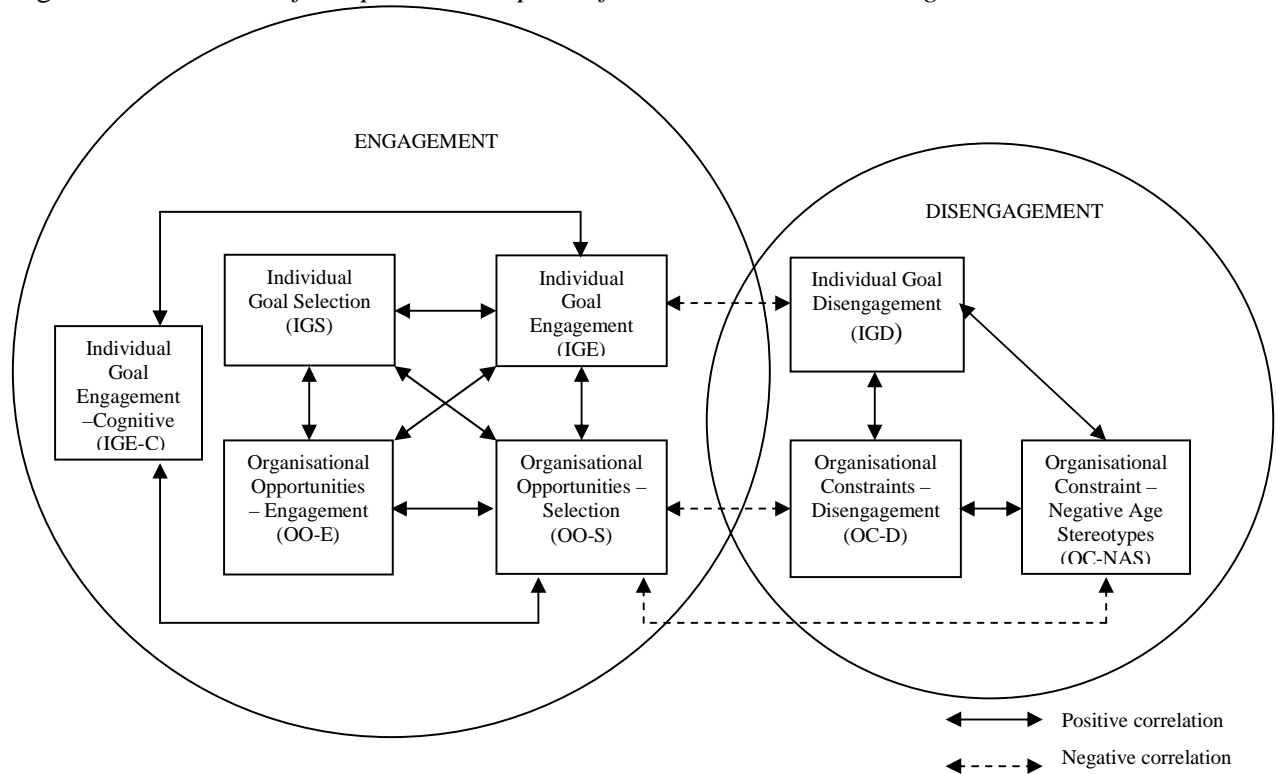 ENGAGEMENT
DISENGAGEMENT
Individual
Goal Selection
(IGS)
Individual
Goal
Engagement
(IGE)
Individual Goal
Disengagement
(IGD)
Individual
Goal
Engagement
–Cognitive
(IGE-C)
Organisational
Opportunities
– Engagement
(OO-E)
Organisational
Opportunities –
Selection
(OO-S)
Organisational
Constraints –
Disengagement
(OC-D)
Organisational
Constraint –
Negative Age
Stereotypes
(OC-NAS)
Positive correlation
Negative correlation